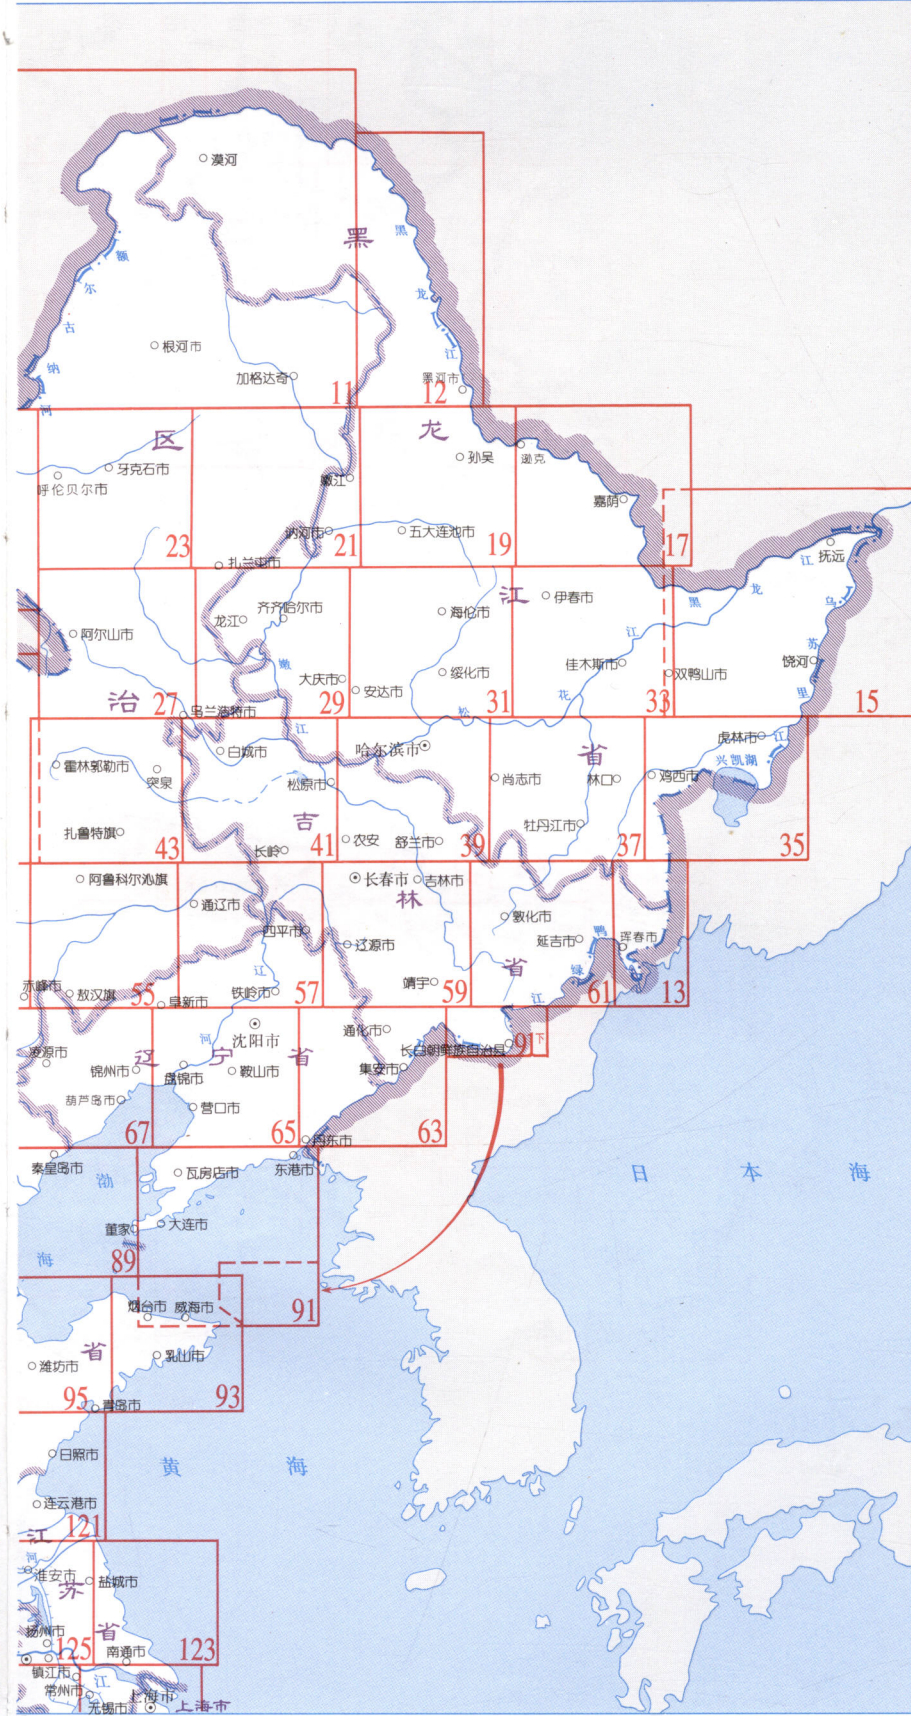 漠河
黑
黑
龙
江
额
尔
古
纳
河
根河市
加格达奇
黑河市
11
12
区
龙
牙克石市
呼伦贝尔市
孙吴
逊克
嫩江
嘉荫
讷河市
五大连池市
扎兰屯市
23
21
19
17
抚远
江
龙
黑
乌
苏
里
江
江
伊春市
齐齐哈尔市
龙江
海伦市
阿尔山市
江
嫩
佳木斯市
双鸭山市
饶河
大庆市
安达市
绥化市
治
花
松
27
乌兰浩特市
29
31
33
15
江
白城市
哈尔滨市
省
虎林市
兴凯湖
霍林郭勒市
突泉
松原市
尚志市
林口
鸡西市
吉
扎鲁特旗
牡丹江市
长岭
农安
舒兰市
43
41
39
37
35
阿鲁科尔沁旗
长春市
吉林市
林
通辽市
敦化市
四平市
辽源市
延吉市
鸭
珲春市
绿
江
辽
河
省
靖宇
赤峰市
敖汉旗
阜新市
铁岭市
55
57
59
61
13
沈阳市
通化市
长白朝鲜族自治县
91
下
凌源市
辽
宁
省
锦州市
盘锦市
鞍山市
集安市
葫芦岛市
营口市
67
65
63
丹东市
秦皇岛市
东港市
瓦房店市
渤
海
日
本
海
董家
大连市
89
91
烟台市
威海市
省
乳山市
潍坊市
95
93
青岛市
日照市
黄
海
连云港市
121
江
河
淮安市
苏
盐城市
省
扬州市
125
南通市
123
镇江市
江
常州市
上海市
无锡市
上海市